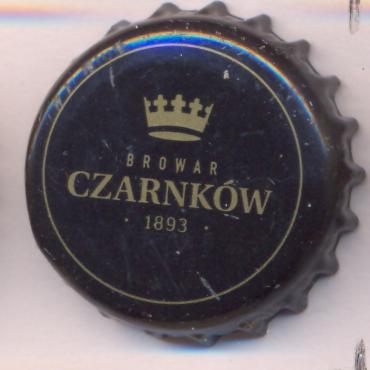 BROWAR
CZARNKÓW
· 1893 ·